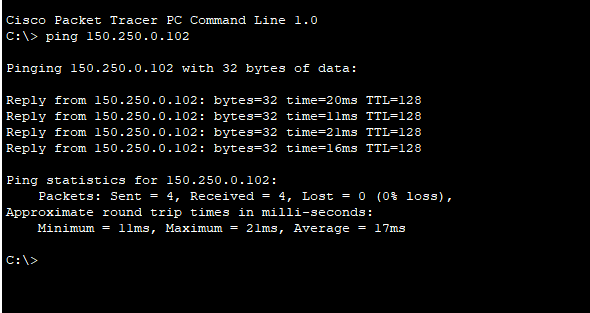 Cisco Packet Tracer PC Command Line 1.0
C:\> ping 150.250.0.102
Pinging 150.250.0.102 with 32 bytes of data:
Reply from 150.250.0.102: bytes=32 time=20ms TTL=128
Reply from 150.250.0.102: bytes=32 time=11ms TTL=128
Reply from 150.250.0.102: bytes=32 time=21ms TTL=128
Reply from 150.250.0.102: bytes=32 time=16ms TTL=128
Ping statistics for 150.250.0.102:
Packets: Sent = 4, Received = 4, Lost = 0 (0% loss),
Approximate round trip times in milli-seconds:
Minimum = 11ms, Maximum = 21ms, Average = 17ms
C:\>